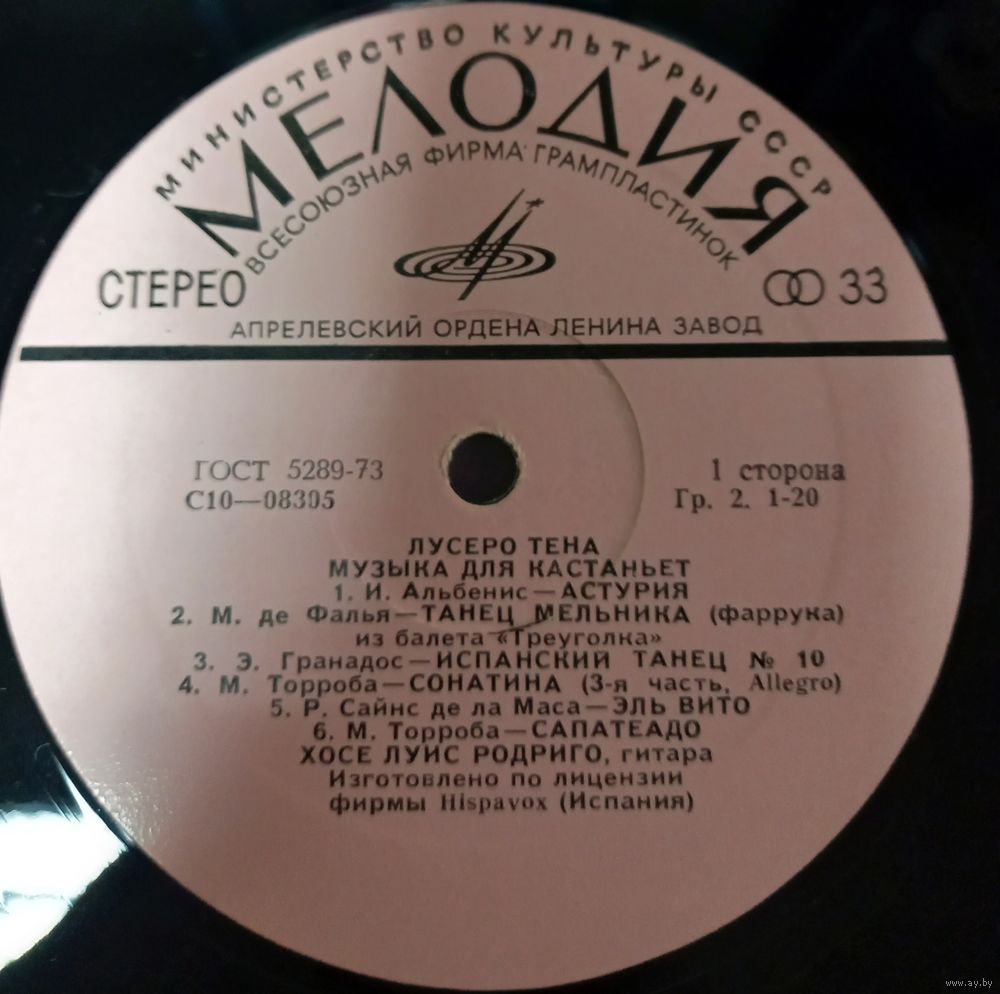 МИНИСТЕРСТВО КУЛЬТУРЫ СССР
МЕЛОДИЯ
ВСЕСОЮЗНАЯ ФИРМА ГРАМПЛАСТИНОК
СТЕРЕО
33
АПРЕЛЕВСКИЙ ОРДЕНА ЛЕНИНА ЗАВОД
ГОСТ 5289-73
1 сторона
С10—08305
Гр. 2. 1-20
ЛУСЕРО ТЕНА
МУЗЫКА ДЛЯ КАСТАНЬЕТ
1. И. Альбенис—АСТУРИЯ
2. М. де Фалья—ТАНЕЦ МЕЛЬНИКА (фаррука)
из балета «Треуголка»
3. Э. Гранадос—ИСПАНСКИЙ ТАНЕЦ № 10
4. М. Торроба—СОНАТИНА (3-я часть, Allegro)
5. Р. Сайнс де ла Маса—ЭЛЬ ВИТО
6. М. Торроба—САПАТЕАДО
ХОСЕ ЛУИС РОДРИГО, гитара
Изготовлено по лицензии
фирмы Hispavox (Испания)
www.ay.by